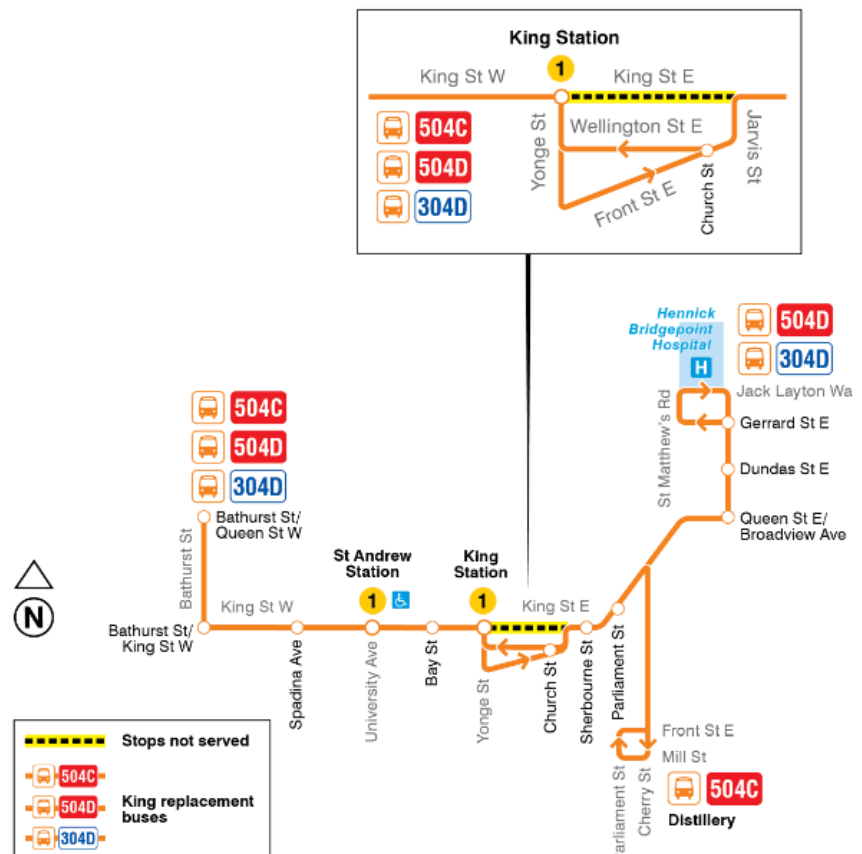 King Station
1
King St W
King St E
504C
504D
304D
Yonge St
Wellington St E
Front St E
Church St
Jarvis St
Hennick
Bridgepoint
Hospital
H
504D
304D
Jack Layton Wa
St Matthew's Rd
Gerrard St E
Dundas St E
Queen St E/
Broadview Ave
504C
504D
304D
Bathurst St/
Queen St W
Bathurst St
N
King St W
Bathurst St/
King St W
St Andrew
Station
1
King
Station
1
King St E
Spadina Ave
University Ave
Bay St
Yonge St
Church St
Sherbourne St
Parliament St
Front St E
Mill St
arliament St
Cherry St
504C
Distillery
Stops not served
504C
504D
304D
King replacement
buses